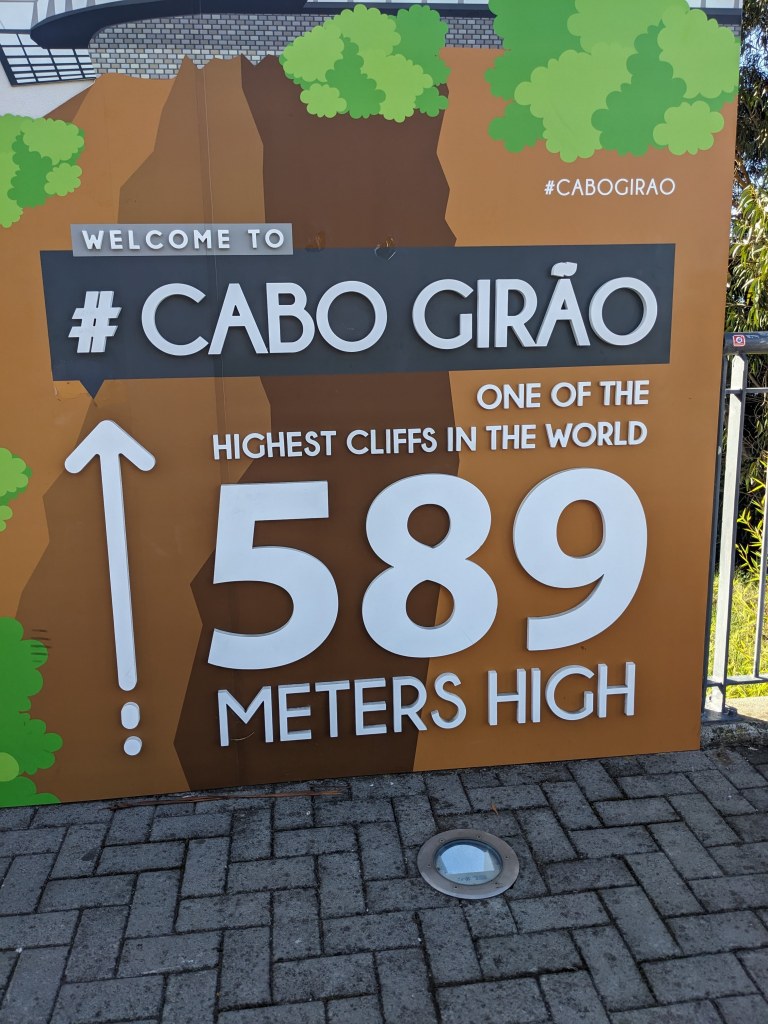 #CABOGIRAO
WELCOME TO
# CABO GIRÃO
ONE OF THE
HIGHEST CLIFFS IN THE WORLD
589
METERS HIGH